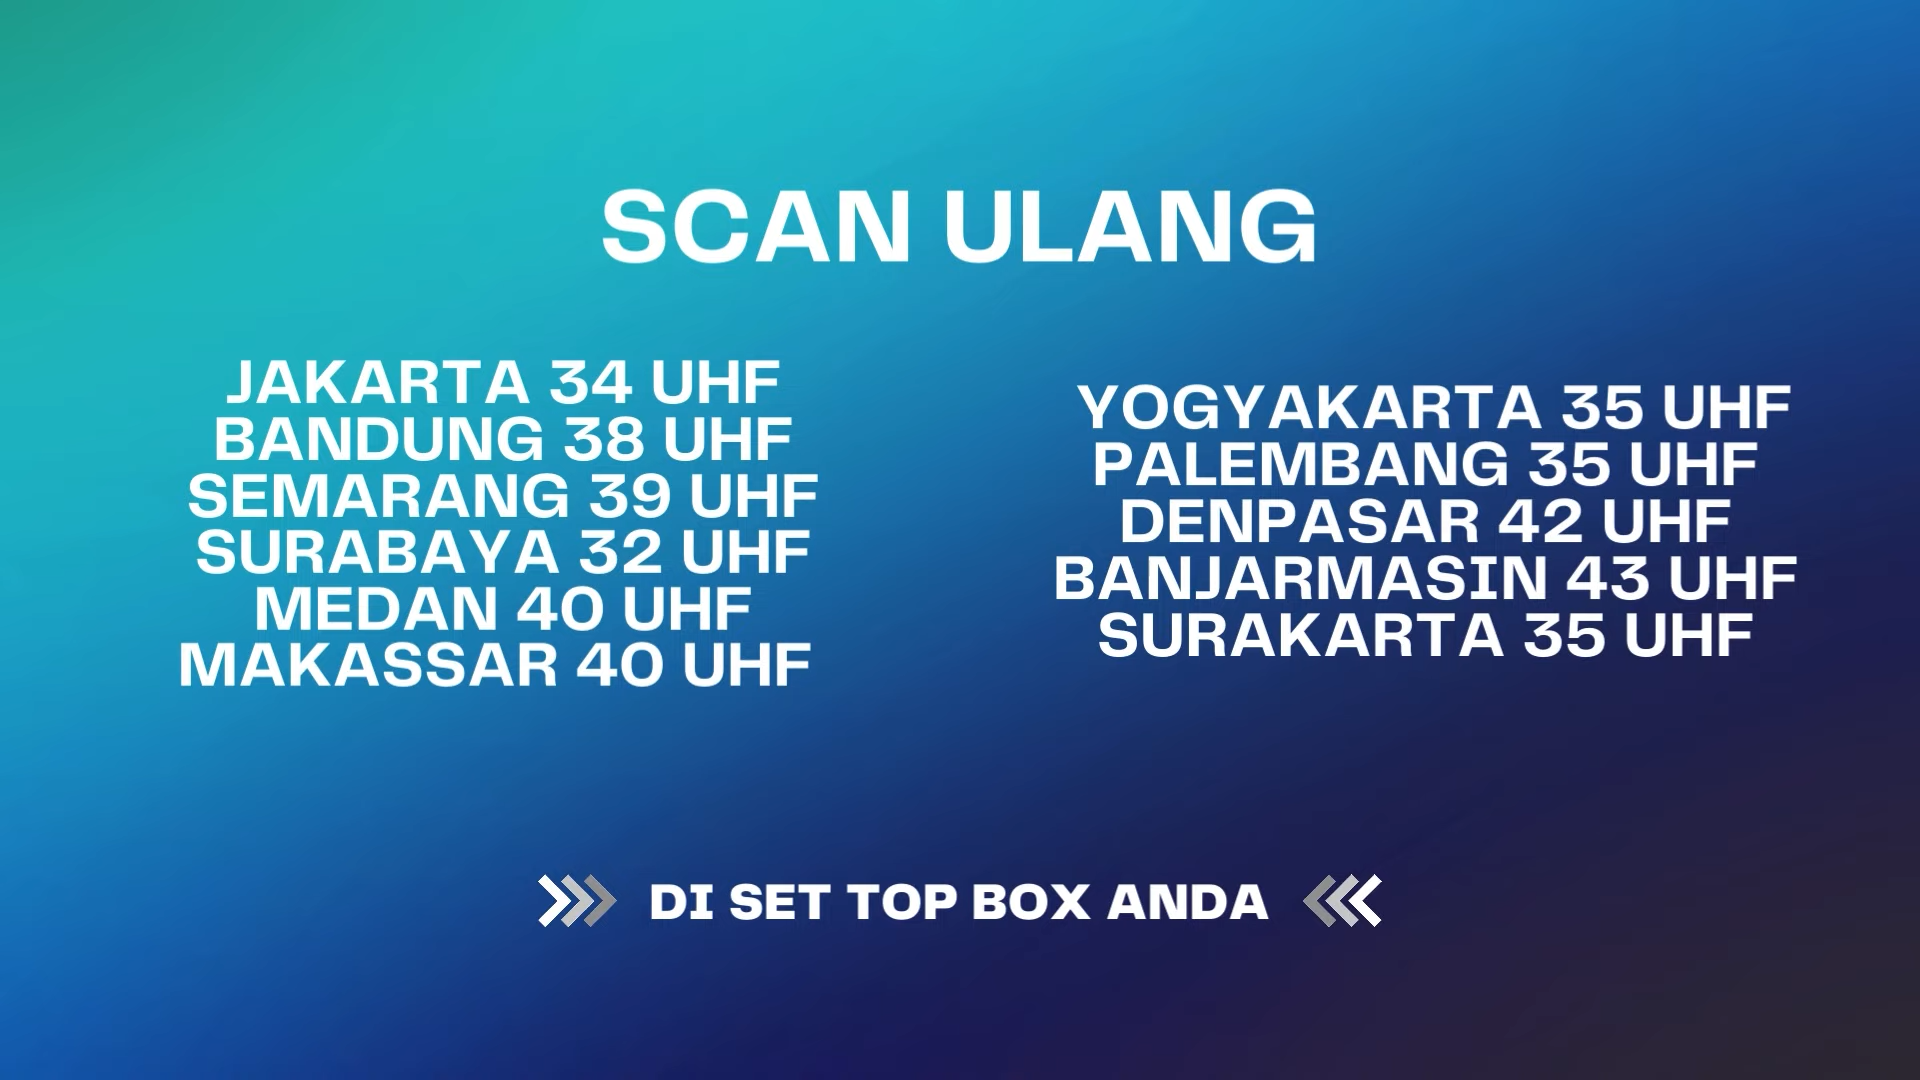 SCAN ULANG
JAKARTA 34 UHF
BANDUNG 38 UHF
SEMARANG 39 UHF
SURABAYA 32 UHF
MEDAN 40 UHF
MAKASSAR 40 UHF
YOGYAKARTA 35 UHF
PALEMBANG 35 UHF
DENPASAR 42 UHF
BANJARMASIN 43 UHF
SURAKARTA 35 UHF
DI SET TOP BOX ANDA